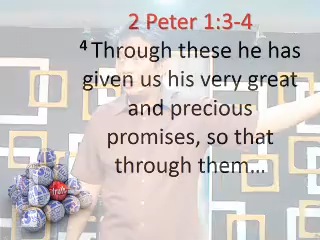 2 Peter 1:3-4
4 Through these he has
given us his very great
and precious
promises, so that
through them...
truth